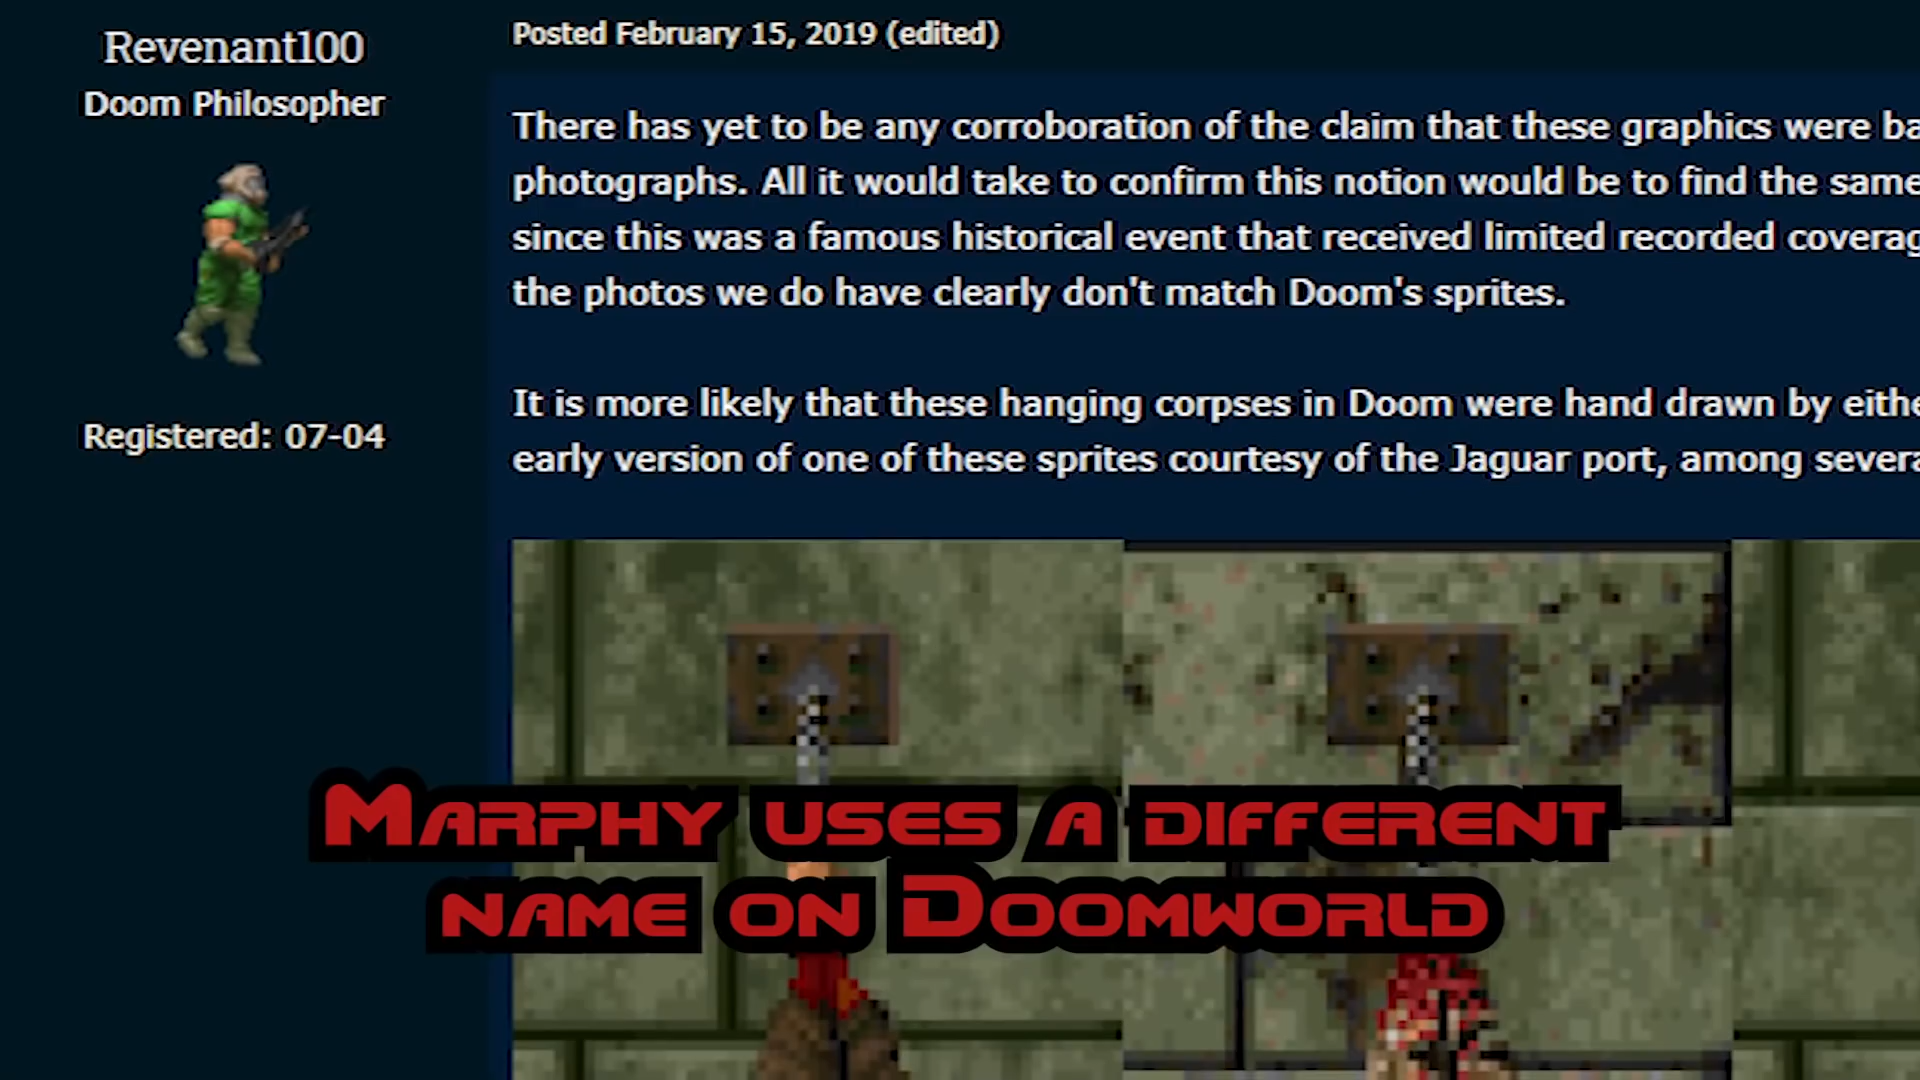 Revenant100
Doom Philosopher
Registered: 07-04
Posted February 15, 2019 (edited)
There has yet to be any corroboration of the claim that these graphics were
photographs. All it would take to confirm this notion would be to find the same
since this was a famous historical event that received limited recorded
the photos we do have clearly don't match Doom's sprites.
It is more likely that these hanging corpses in Doom were hand drawn by
early version of one of these sprites courtesy of the Jaguar port, among
Marphy uses a different
name on Doomworld